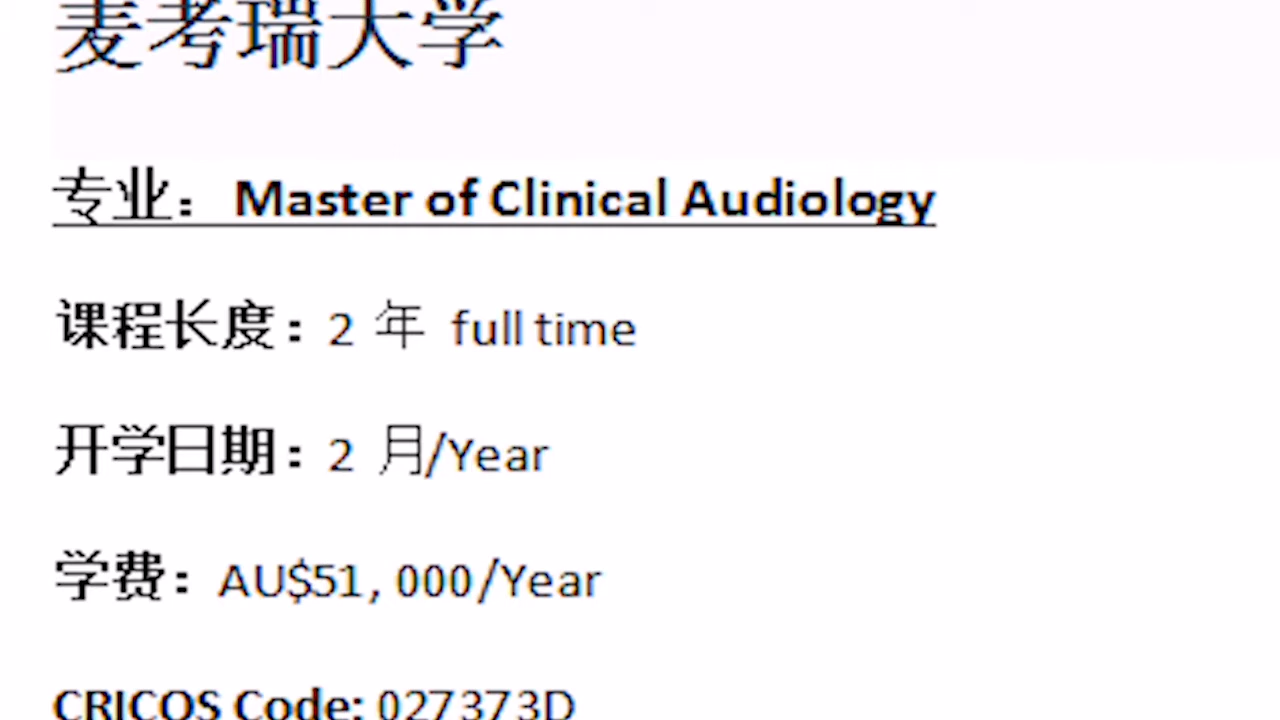 麦考瑞大学
专业：Master of Clinical Audiology
课程长度：2 年 full time
开学日期：2 月/Year
学费：AU$51, 000/Year
CRICOS Code: 027373D